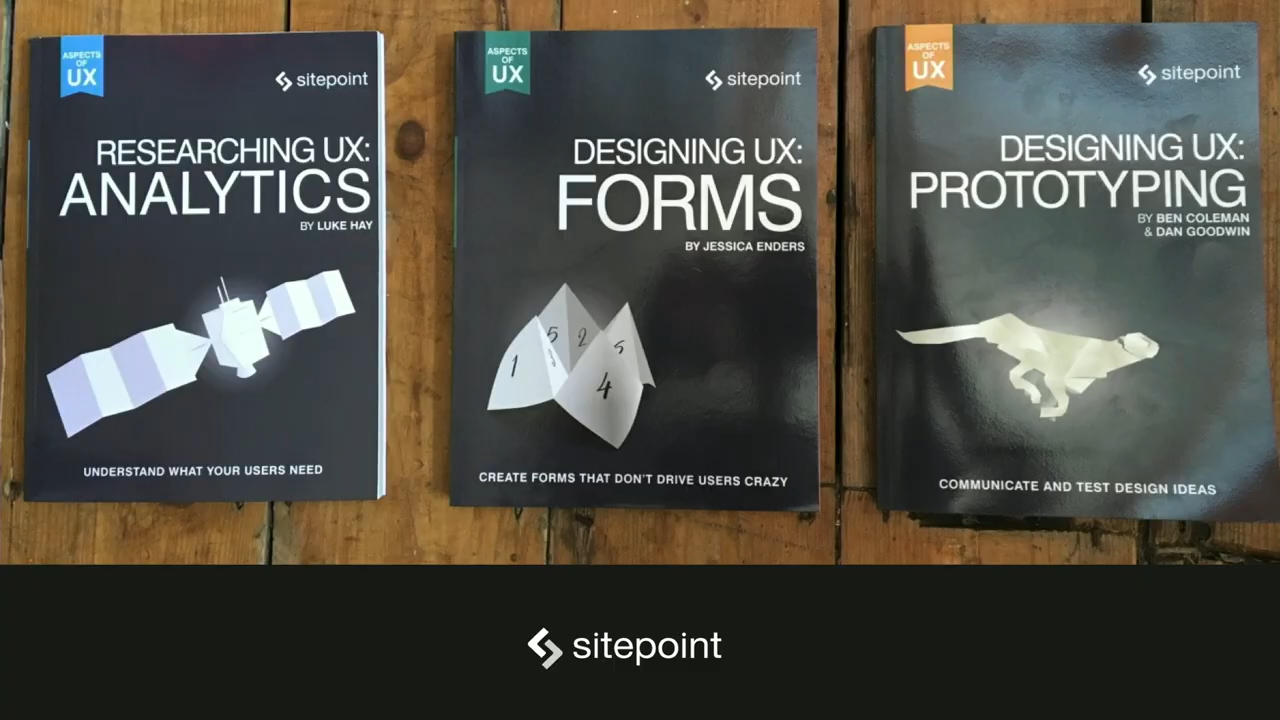 ASPECTS
OF
UX
sitepoint
RESEARCHING UX:
ANALYTICS
BY LUKE HAY
UNDERSTAND WHAT YOUR USERS NEED
ASPECTS
OF
UX
sitepoint
DESIGNING UX:
FORMS
BY JESSICA ENDERS
1
5
2
3
4
5
CREATE FORMS THAT DON'T DRIVE USERS CRAZY
ASPECTS
OF
UX
sitepoint
DESIGNING UX:
PROTOTYPING
BY BEN COLEMAN
& DAN GOODWIN
COMMUNICATE AND TEST DESIGN IDEAS
sitepoint